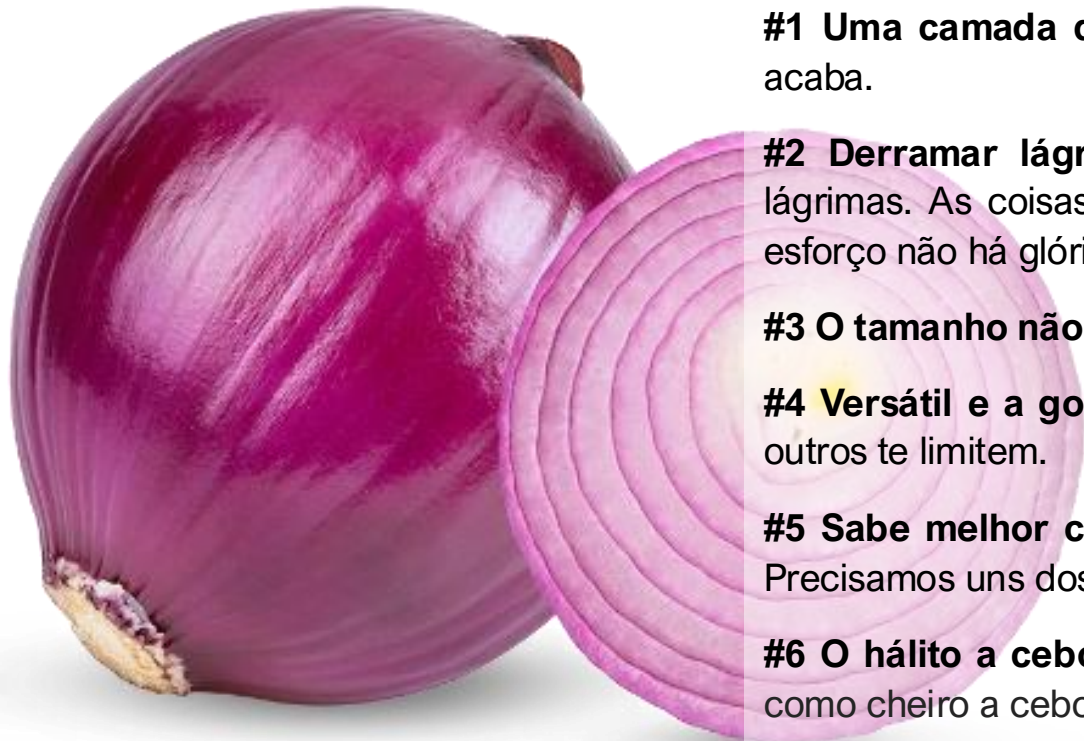 #1 Uma camada
acaba.
#2 Derramar
lágrimas. As coisas
esforço não há
#3 O tamanho não
#4 Versátil e a
outros te limitem.
#5 Sabe melhor
Precisamos uns
#6 O hálito a
como cheiro a